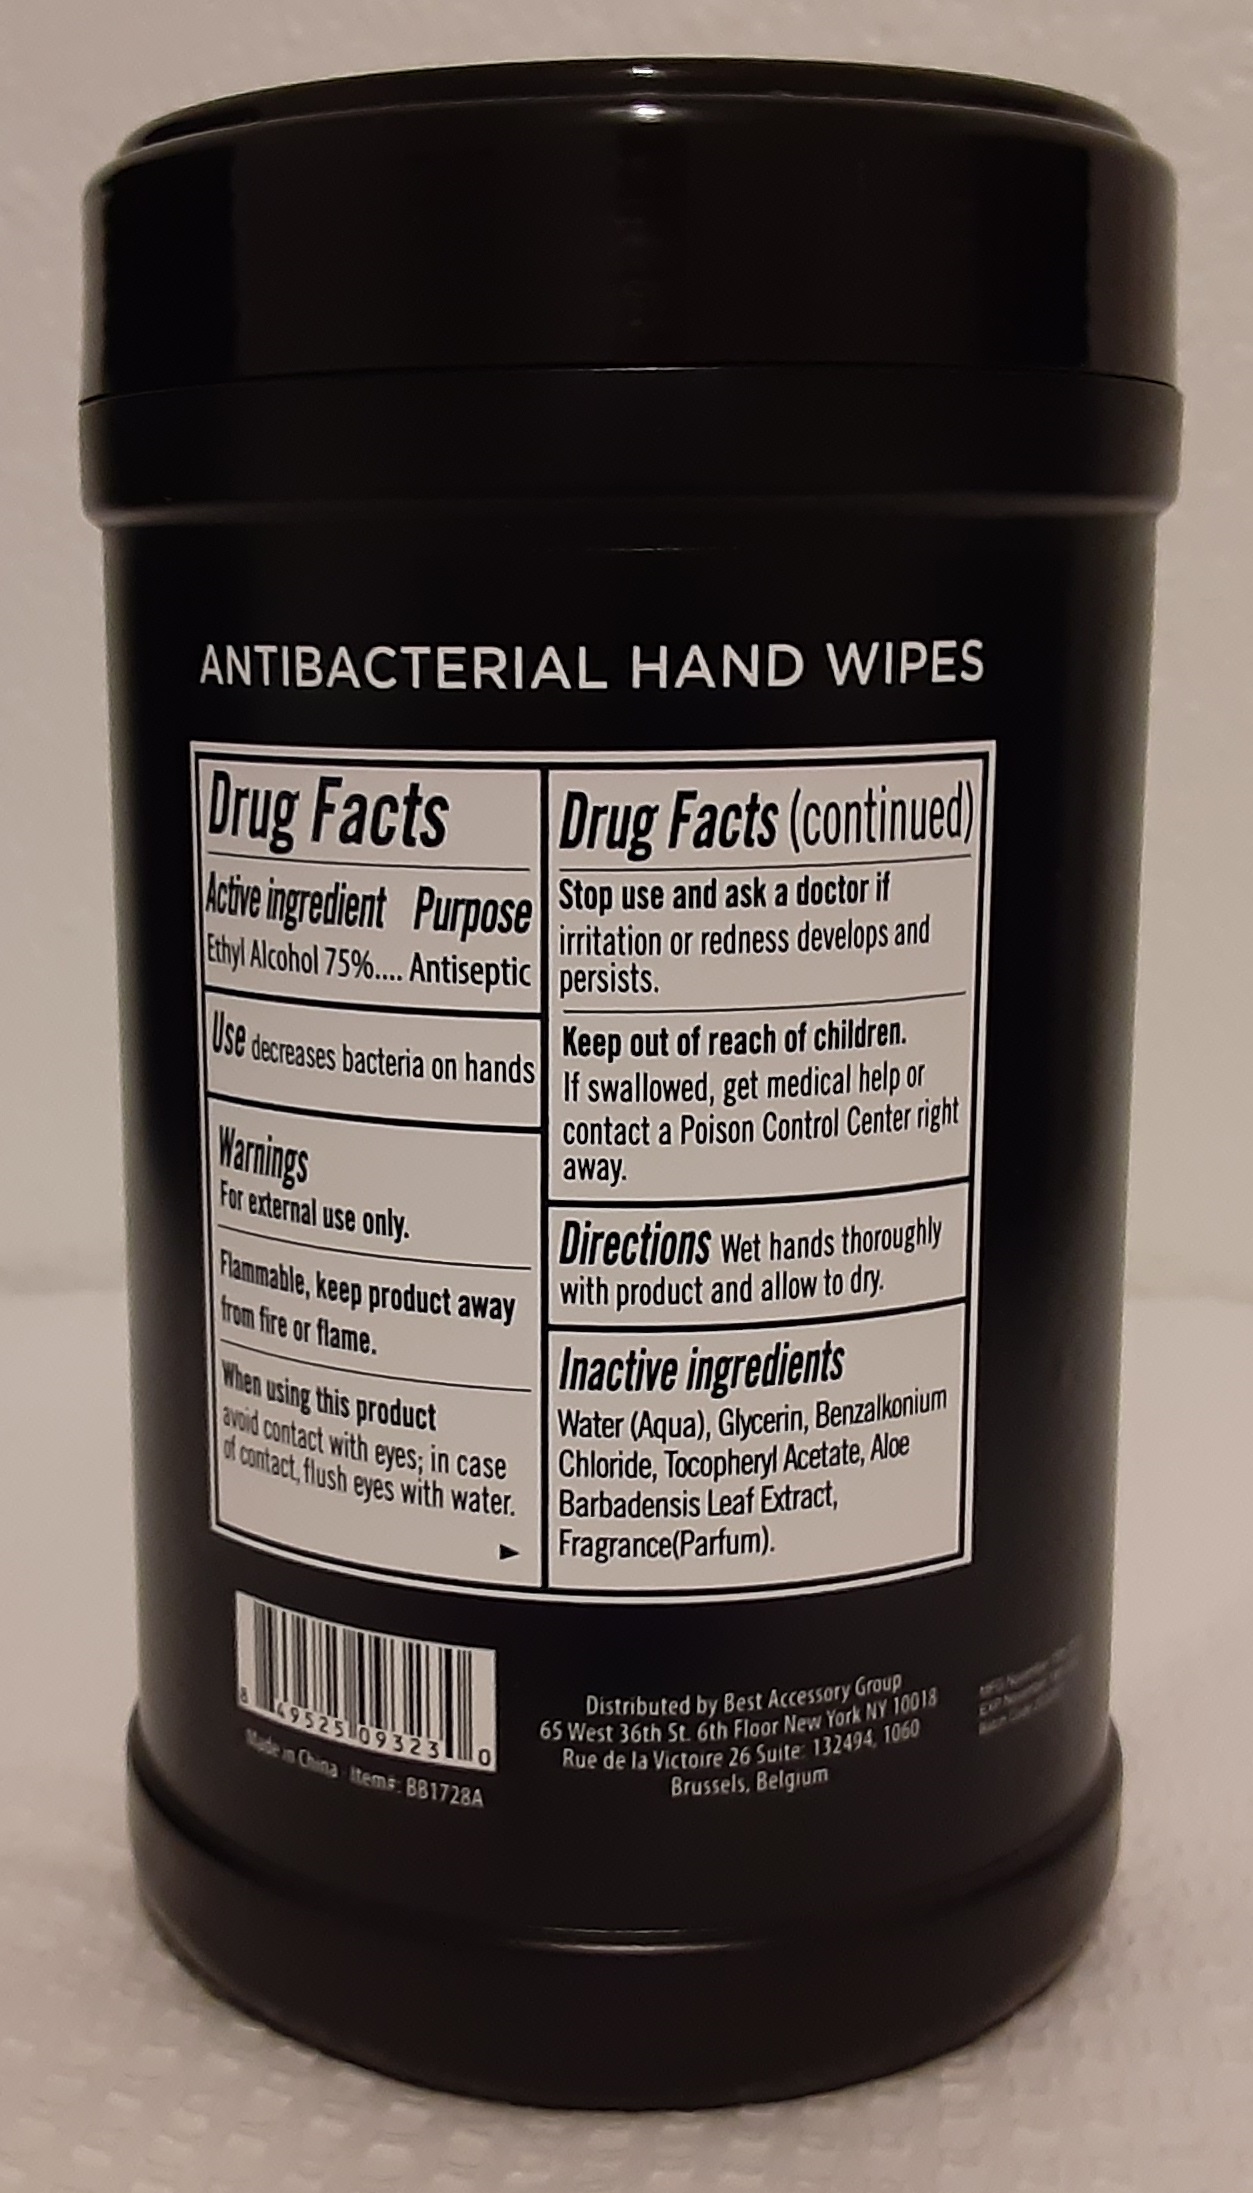 ANTIBACTERIAL HAND WIPES
Drug Facts
Active ingredient Purpose
Ethyl Alcohol 75%.... Antiseptic
Use decreases bacteria on hands
Warnings
For external use only.
Flammable, keep product away
from fire or flame.
When using this product
avoid contact with eyes; in case
of contact, flush eyes with water.
Drug Facts (continued)
Stop use and ask a doctor if
irritation or redness develops and
persists.
Keep out of reach of children.
If swallowed, get medical help or
contact a Poison Control Center right
away.
Directions Wet hands thoroughly
with product and allow to dry.
Inactive ingredients
Water (Aqua), Glycerin, Benzalkonium
Chloride, Tocopheryl Acetate, Aloe
Barbadensis Leaf Extract,
Fragrance(Parfum).
8 49525 09323 0
Made in China Item#: BB1728A
Distributed by Best Accessory Group
65 West 36th St. 6th Floor New York NY 10018
Rue de la Victoire 26 Suite: 132494, 1060
Brussels, Belgium